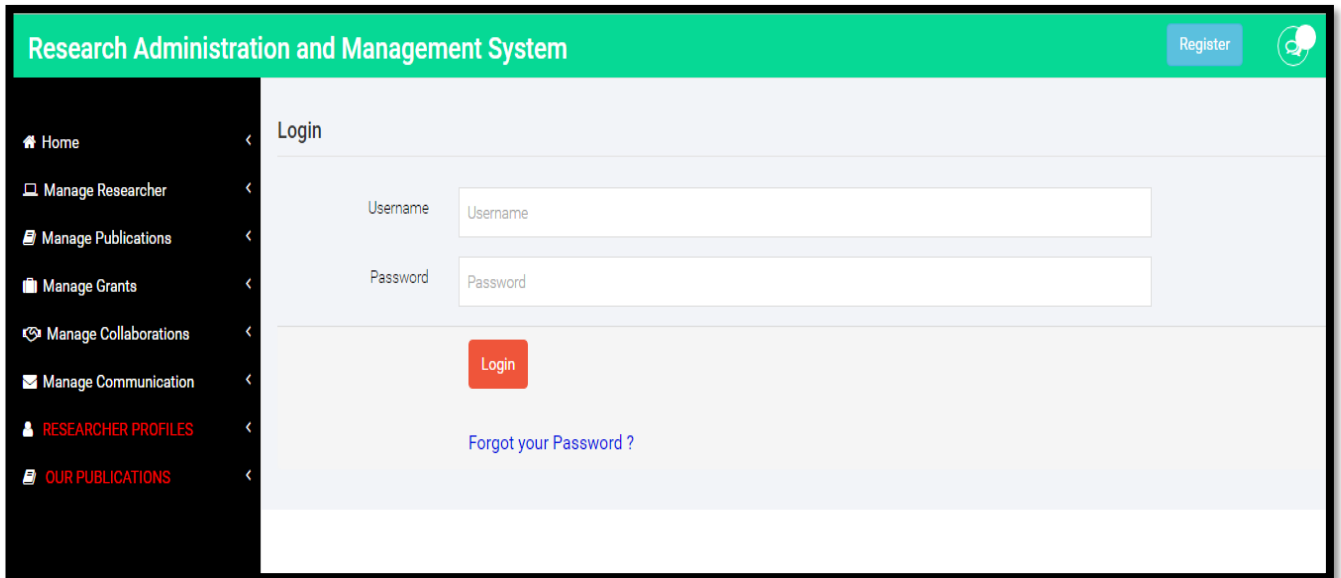 Research Administration and Management System
Register
Home
Manage Researcher
Manage Publications
Manage Grants
Manage Collaborations
Manage Communication
RESEARCHER PROFILES
OUR PUBLICATIONS
Login
Username
Username
Password
Password
Login
Forgot your Password ?